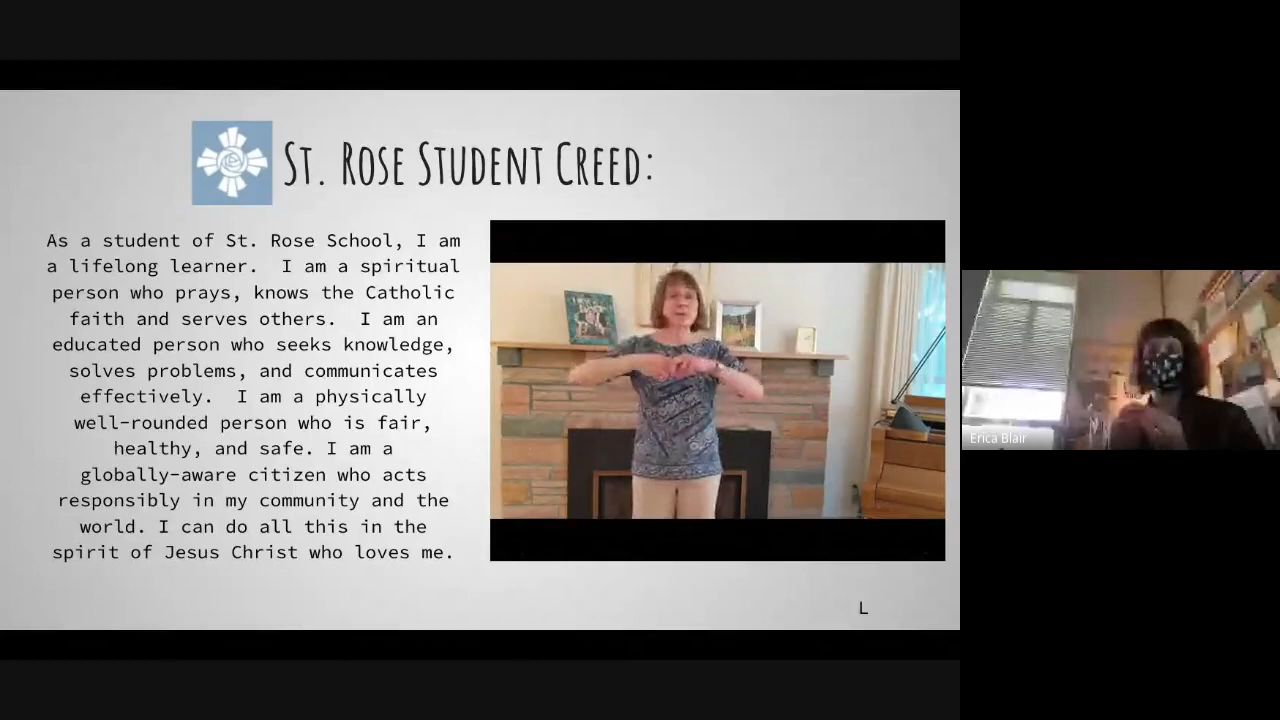 St. Rose Student Creed:
As a student of St. Rose School, I am
a lifelong learner. I am a spiritual
person who prays, knows the Catholic
faith and serves others. I am an
educated person who seeks knowledge,
solves problems, and communicates
effectively. I am a physically
well-rounded person who is fair,
healthy, and safe. I am a
globally-aware citizen who acts
responsibly in my community and the
world. I can do all this in the
spirit of Jesus Christ who loves me.
L
Erica Blair